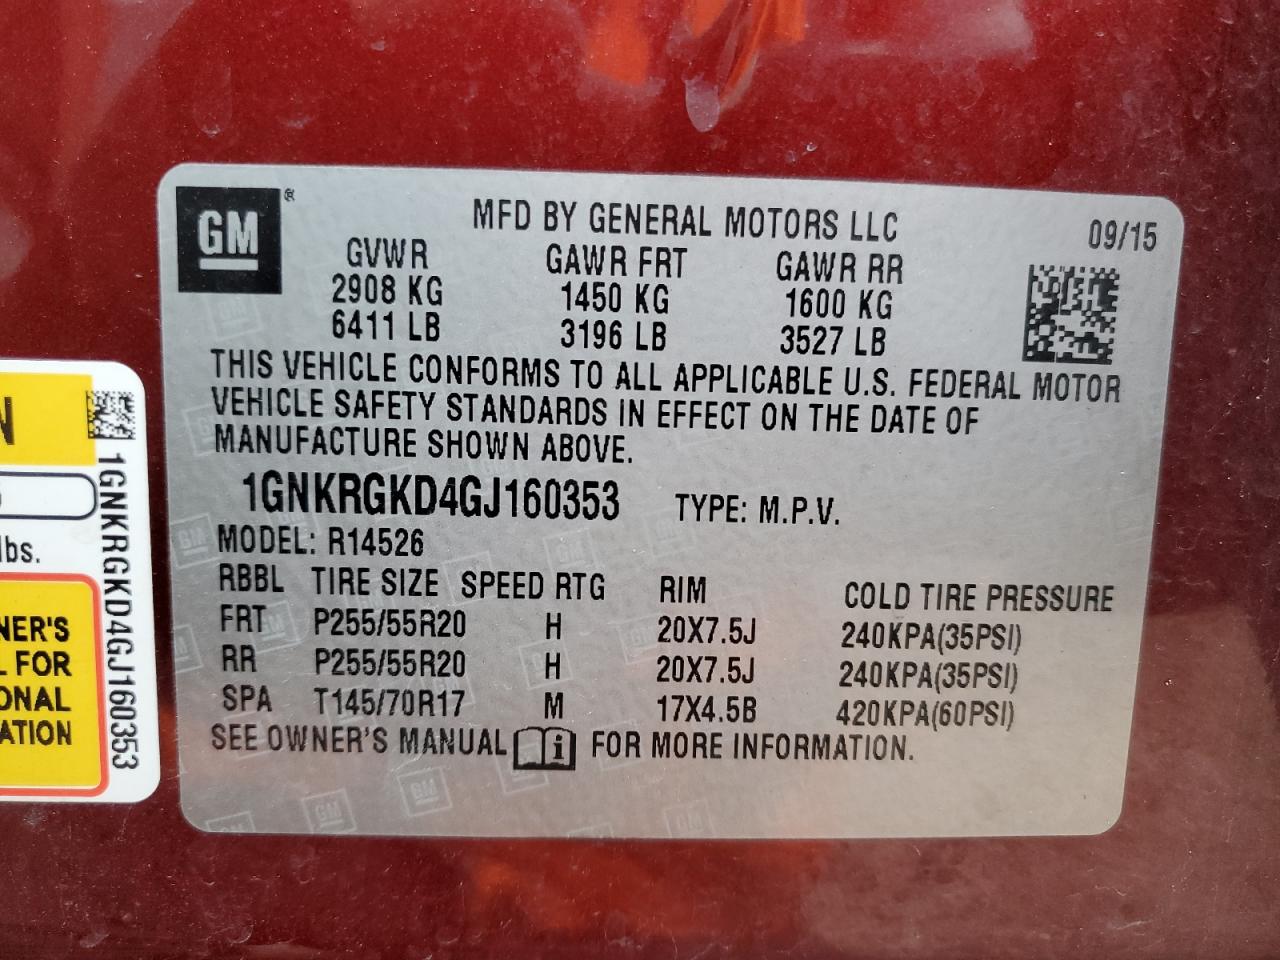 GM ®
MFD BY GENERAL MOTORS LLC
09/15
GVWR GAWR FRT GAWR RR
2908 KG 1450 KG 1600 KG
6411 LB 3196 LB 3527 LB
THIS VEHICLE CONFORMS TO ALL APPLICABLE U.S. FEDERAL MOTOR
VEHICLE SAFETY STANDARDS IN EFFECT ON THE DATE OF
MANUFACTURE SHOWN ABOVE.
1GNKRGKD4GJ160353 TYPE: M.P.V.
MODEL: R14526
RBBL TIRE SIZE SPEED RTG RIM COLD TIRE PRESSURE
FRT P255/55R20 H 20X7.5J 240KPA(35PSI)
RR P255/55R20 H 20X7.5J 240KPA(35PSI)
SPA T145/70R17 M 17X4.5B 420KPA(60PSI)
SEE OWNER'S MANUAL i FOR MORE INFORMATION.
lbs.
NER'S
L FOR
ONAL
ATION
1GNKRGKD4GJ160353